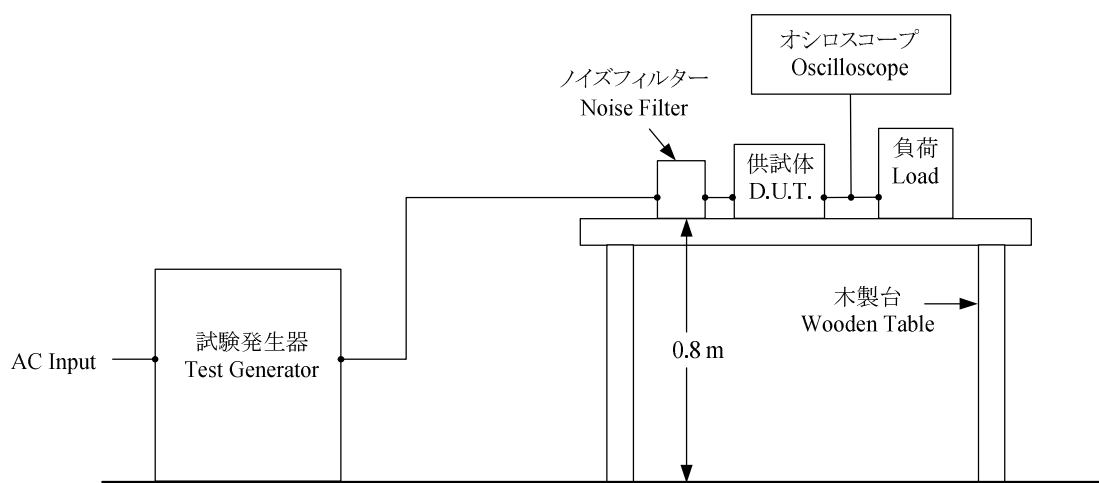 オシロスコープ
Oscilloscope
ノイズフィルター
Noise Filter
供試体
D.U.T.
負荷
Load
木製台
Wooden Table
0.8 m
試験発生器
Test Generator
AC Input